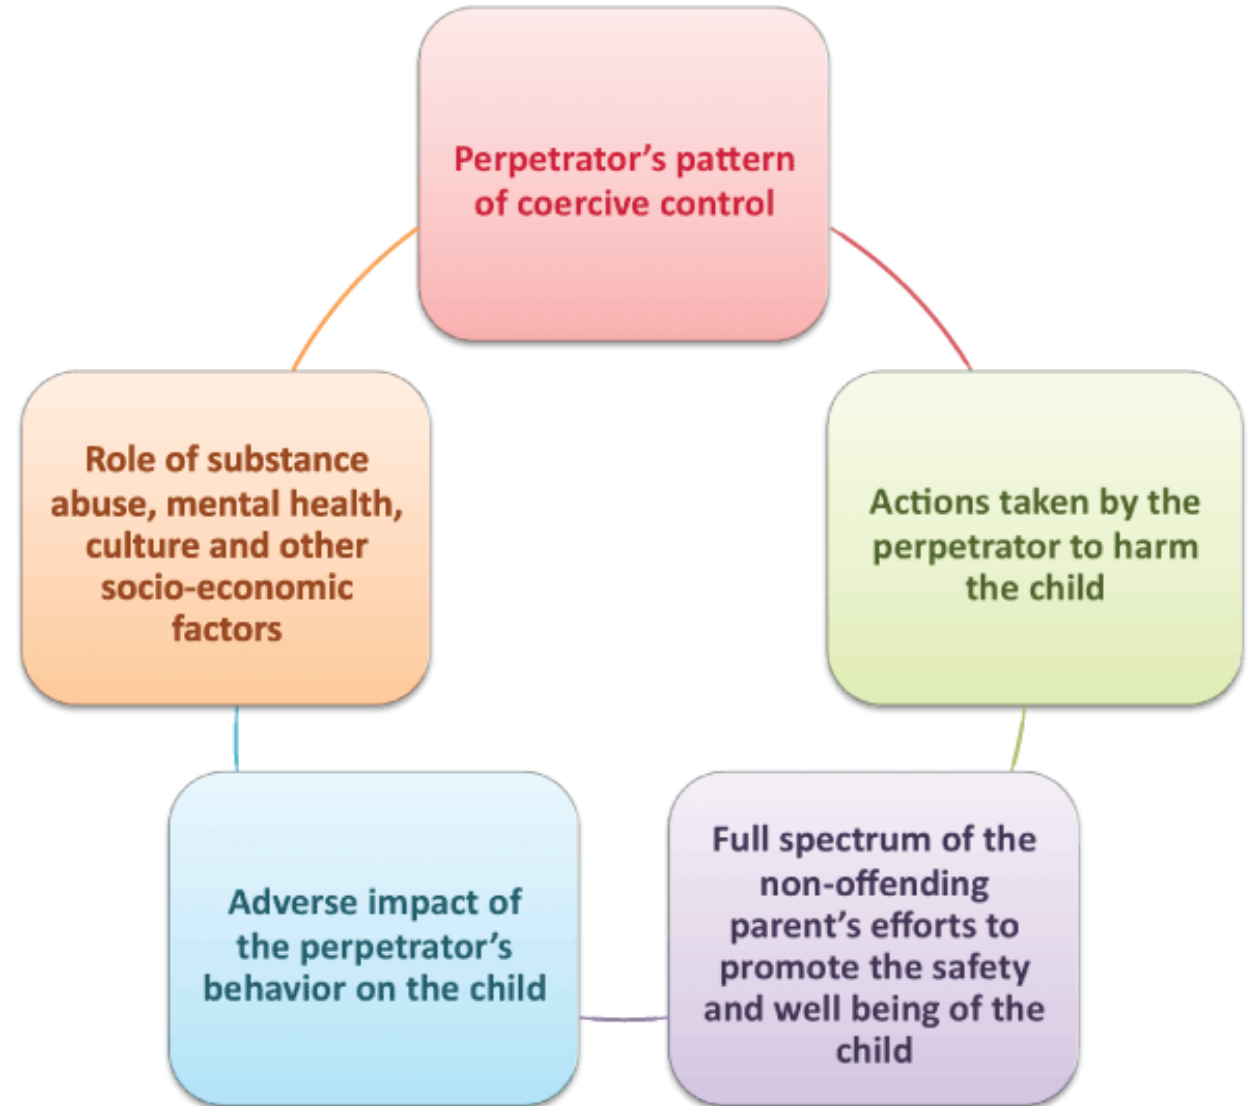 Perpetrator’s pattern
of coercive control
Actions taken by the
perpetrator to harm
the child
Full spectrum of the
non-offending
parent’s efforts to
promote the safety
and well being of the
child
Adverse impact of
the perpetrator’s
behavior on the child
Role of substance
abuse, mental health,
culture and other
socio-economic
factors